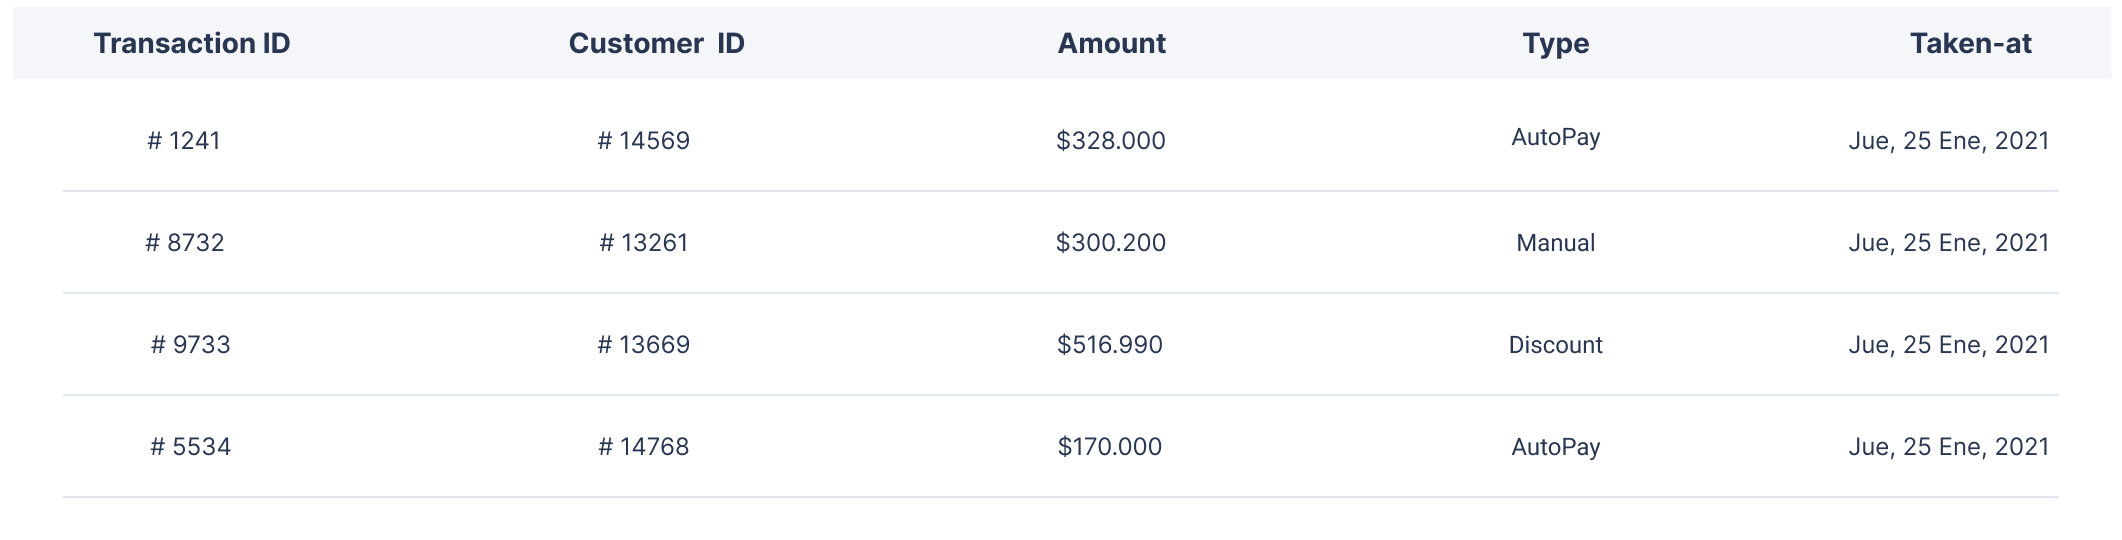 Transaction ID Customer ID Amount Type Taken-at
# 1241 # 14569 $328.000 AutoPay Jue, 25 Ene, 2021
# 8732 # 13261 $300.200 Manual Jue, 25 Ene, 2021
# 9733 # 13669 $516.990 Discount Jue, 25 Ene, 2021
# 5534 # 14768 $170.000 AutoPay Jue, 25 Ene, 2021